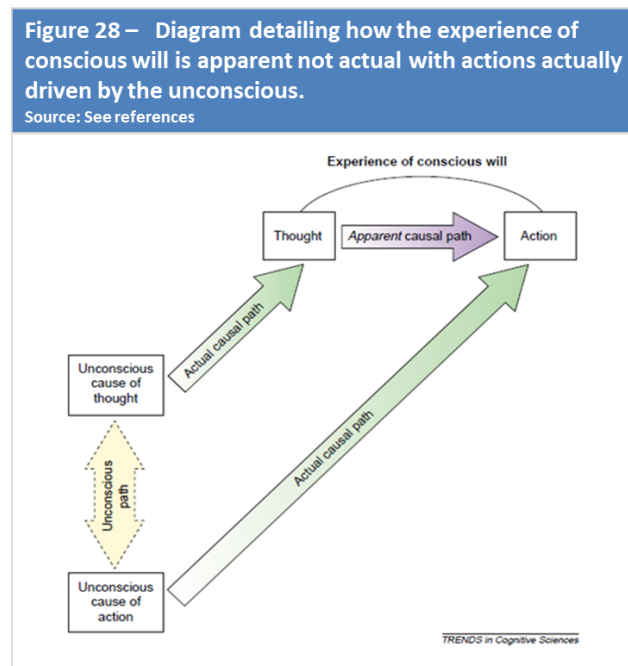 Figure 28 – Diagram detailing how the experience of
conscious will is apparent not actual with actions actually
driven by the unconscious.
Source: See references
Experience of conscious will
Thought
Apparent causal path
Action
Actual causal path
Unconscious
cause of
thought
Unconscious
path
Actual causal path
Unconscious
cause of
action
TRENDS in Cognitive Sciences